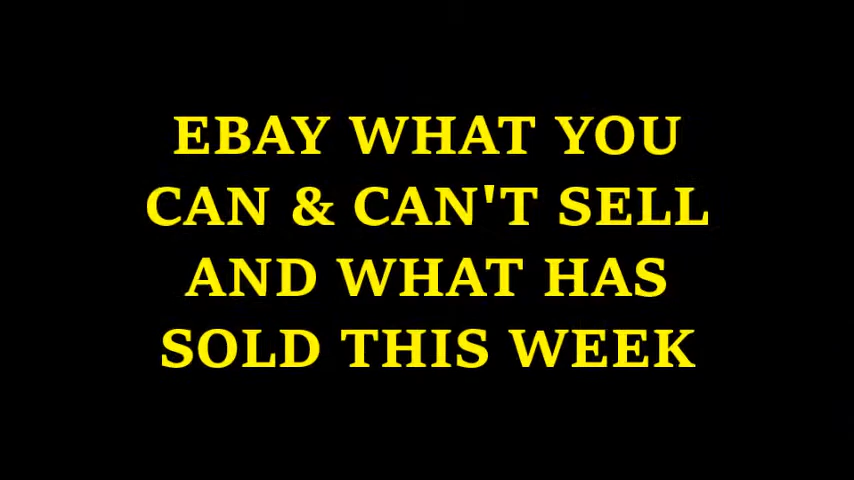 EBAY WHAT YOU
CAN & CAN'T SELL
AND WHAT HAS
SOLD THIS WEEK